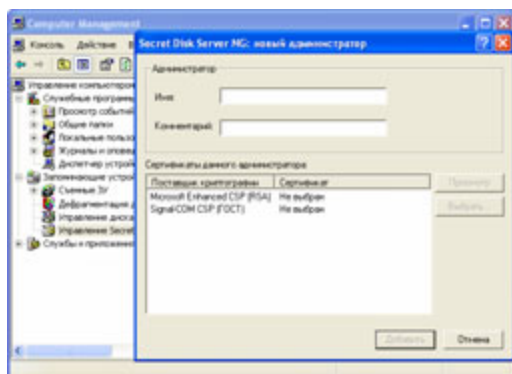 Computer Management
Консоль Действие В
Управление компьютером
Служебные программы
Просмотр событий
Общие папки
Локальные пользо
Журналы и оповещ
Диспетчер устрой
Запоминающие устрой
Съемные ЗУ
Дефрагментация д
Управление диска
Управление Secret
Службы и приложения
Secret Disk Server NG: новый администратор
Администратор
Имя:
Комментарий:
Сертификаты данного администратора:
Поставщик криптографии Сертификат
Microsoft Enhanced CSP (RSA) Не выбран
Signal-COM CSP (ГОСТ) Не выбран
Просмотр
Выбрать...
Добавить
Отмена